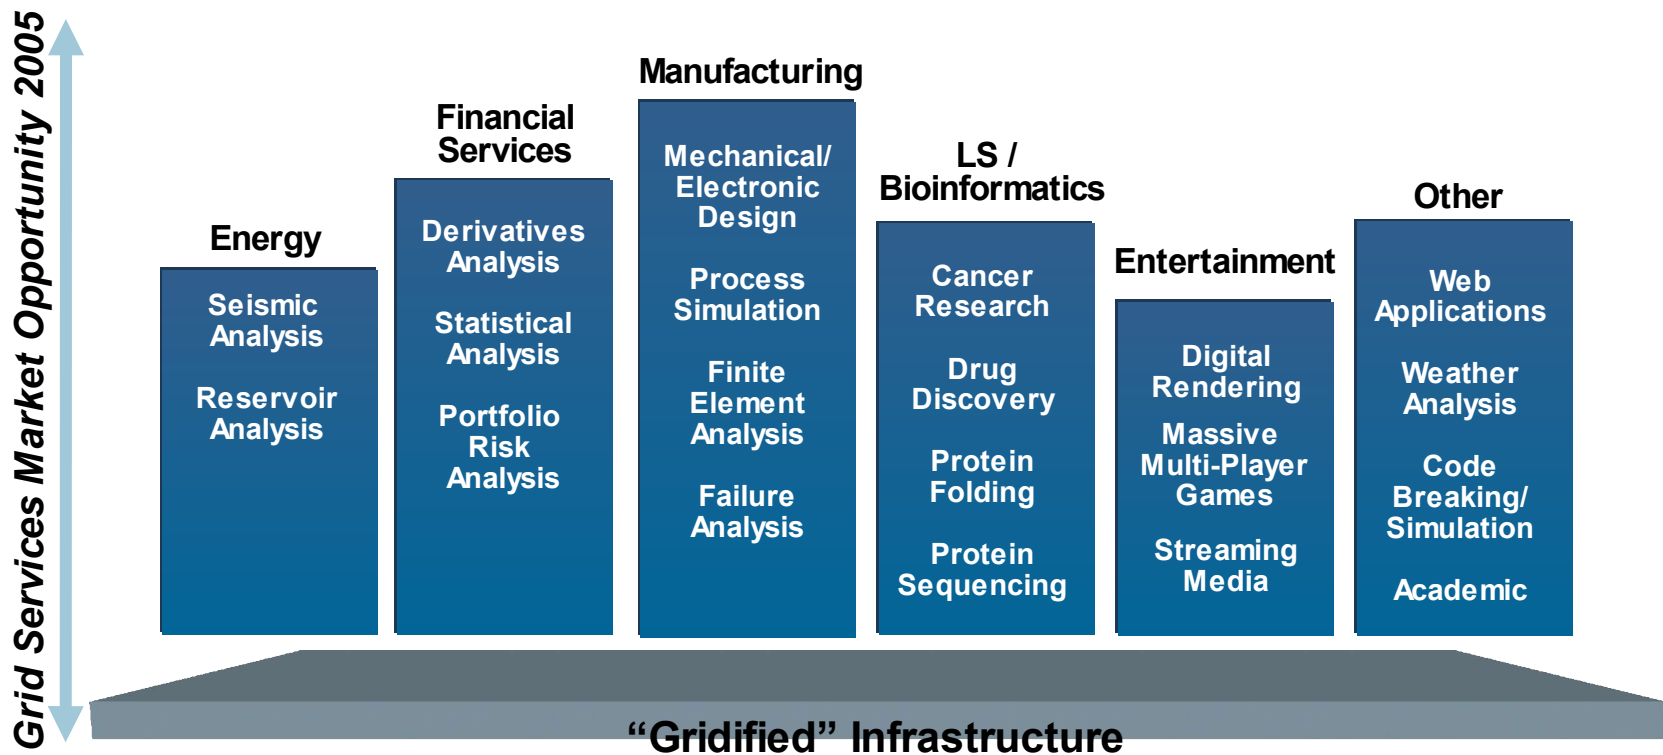 Grid Services Market Opportunity 2005
Energy
Seismic
Analysis
Reservoir
Analysis
Financial
Services
Derivatives
Analysis
Statistical
Analysis
Portfolio
Risk
Analysis
Manufacturing
Mechanical/
Electronic
Design
Process
Simulation
Finite
Element
Analysis
Failure
Analysis
LS /
Bioinformatics
Cancer
Research
Drug
Discovery
Protein
Folding
Protein
Sequencing
Entertainment
Digital
Rendering
Massive
Multi-Player
Games
Streaming
Media
Other
Web
Applications
Weather
Analysis
Code
Breaking/
Simulation
Academic
“Gridified” Infrastructure